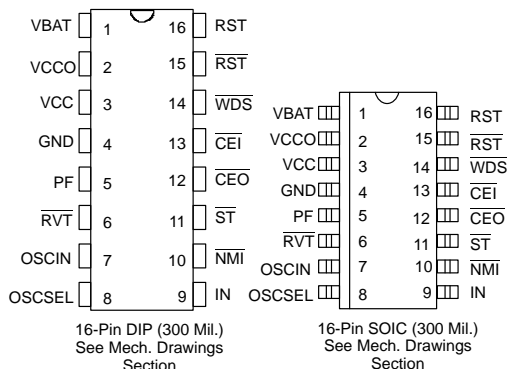 VBAT 1 16 RST
VCCO 2 15 RST
VCC 3 14 WDS
GND 4 13 CEI
PF 5 12 CEO
RVT 6 11 ST
OSCIN 7 10 NMI
OSCSEL 8 9 IN
16-Pin DIP (300 Mil.)
See Mech. Drawings
Section
VBAT 1 16 RST
VCCO 2 15 RST
VCC 3 14 WDS
GND 4 13 CEI
PF 5 12 CEO
RVT 6 11 ST
OSCIN 7 10 NMI
OSCSEL 8 9 IN
16-Pin SOIC (300 Mil.)
See Mech. Drawings
Section